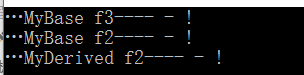 …MyBase f3---- - !
…MyBase f2---- - !
…MyDerived f2---- - !